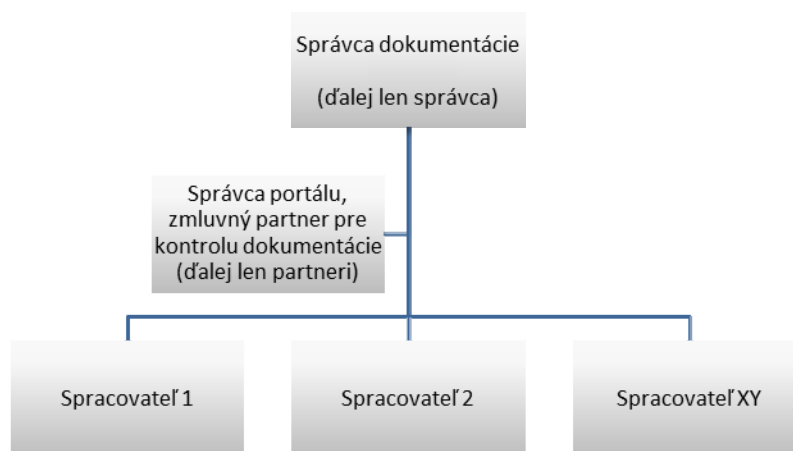 Správca dokumentácie
(ďalej len správca)
Správca portálu,
zmluvný partner pre
kontrolu dokumentácie
(ďalej len partneri)
Spracovateľ 1
Spracovateľ 2
Spracovateľ XY